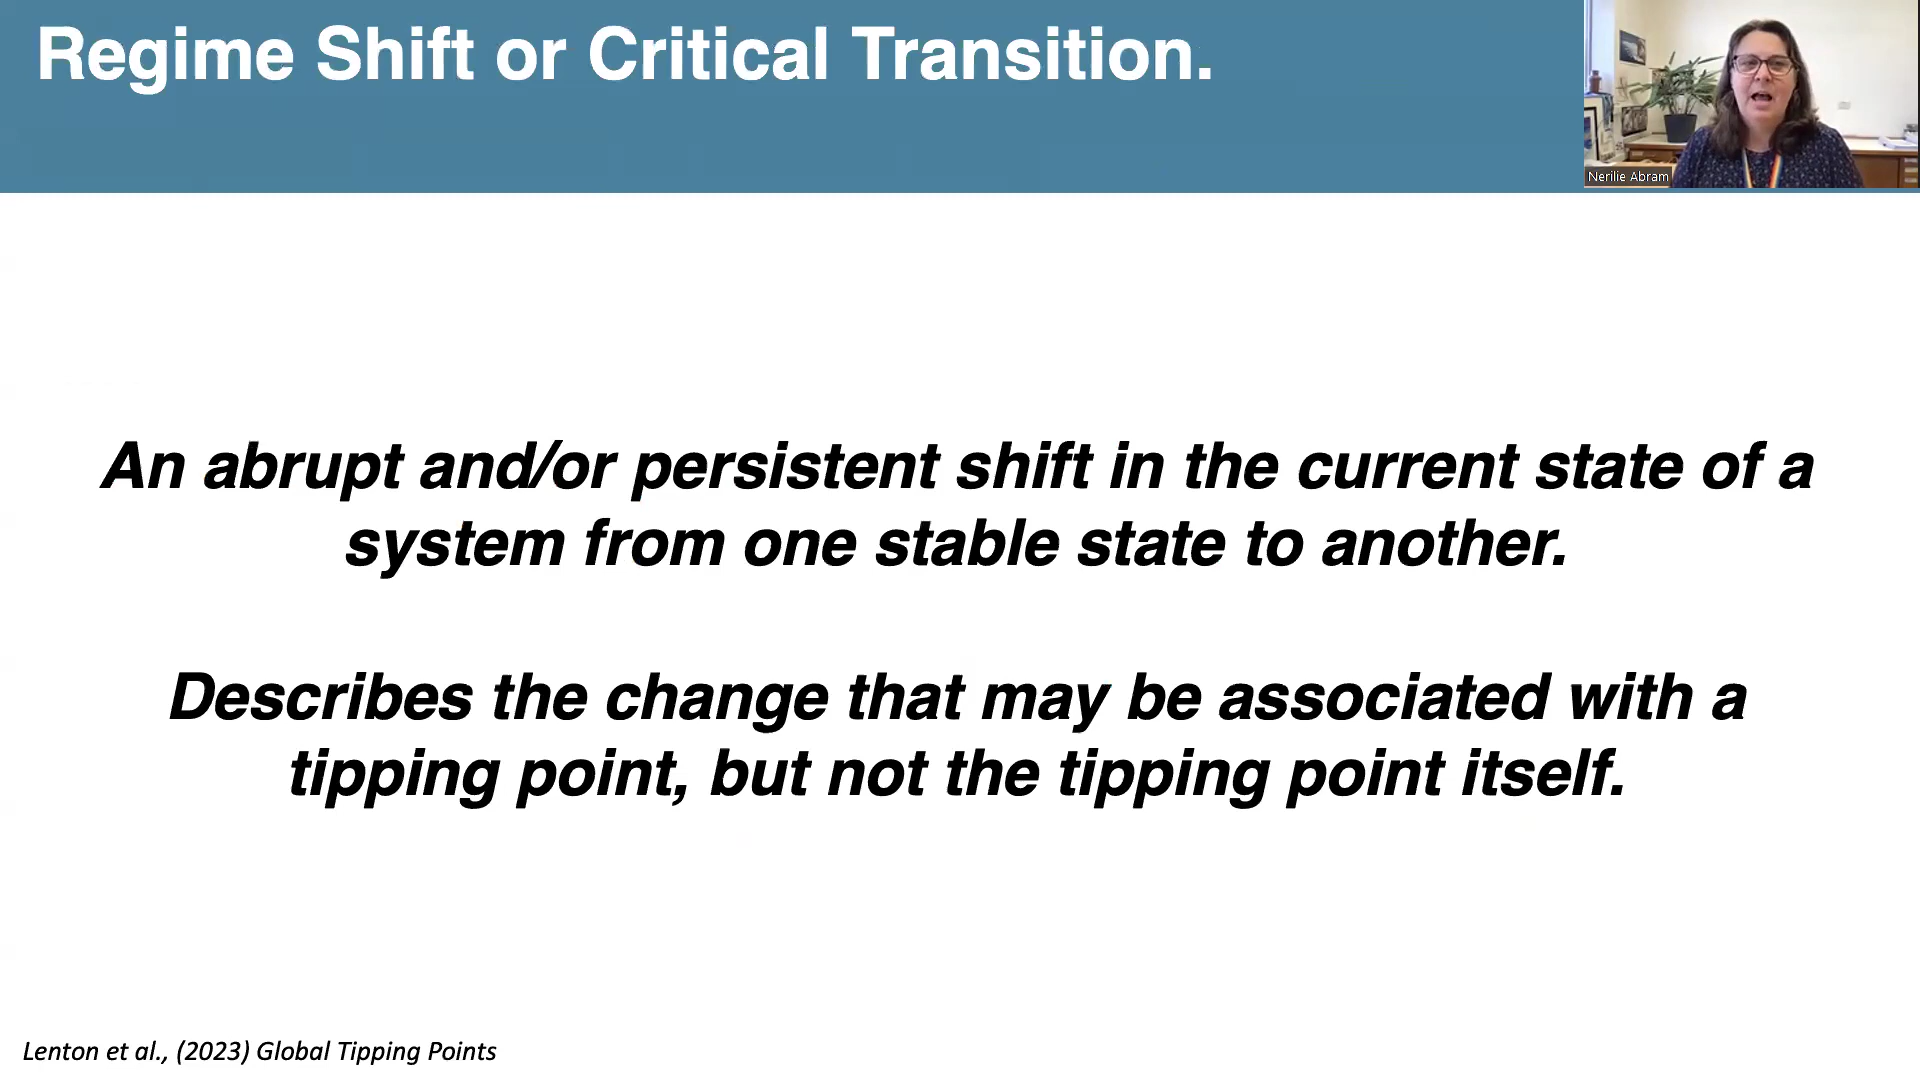 Regime Shift or Critical Transition.
Nerilie Abram
An abrupt and/or persistent shift in the current state of a
system from one stable state to another.
Describes the change that may be associated with a
tipping point, but not the tipping point itself.
Lenton et al., (2023) Global Tipping Points